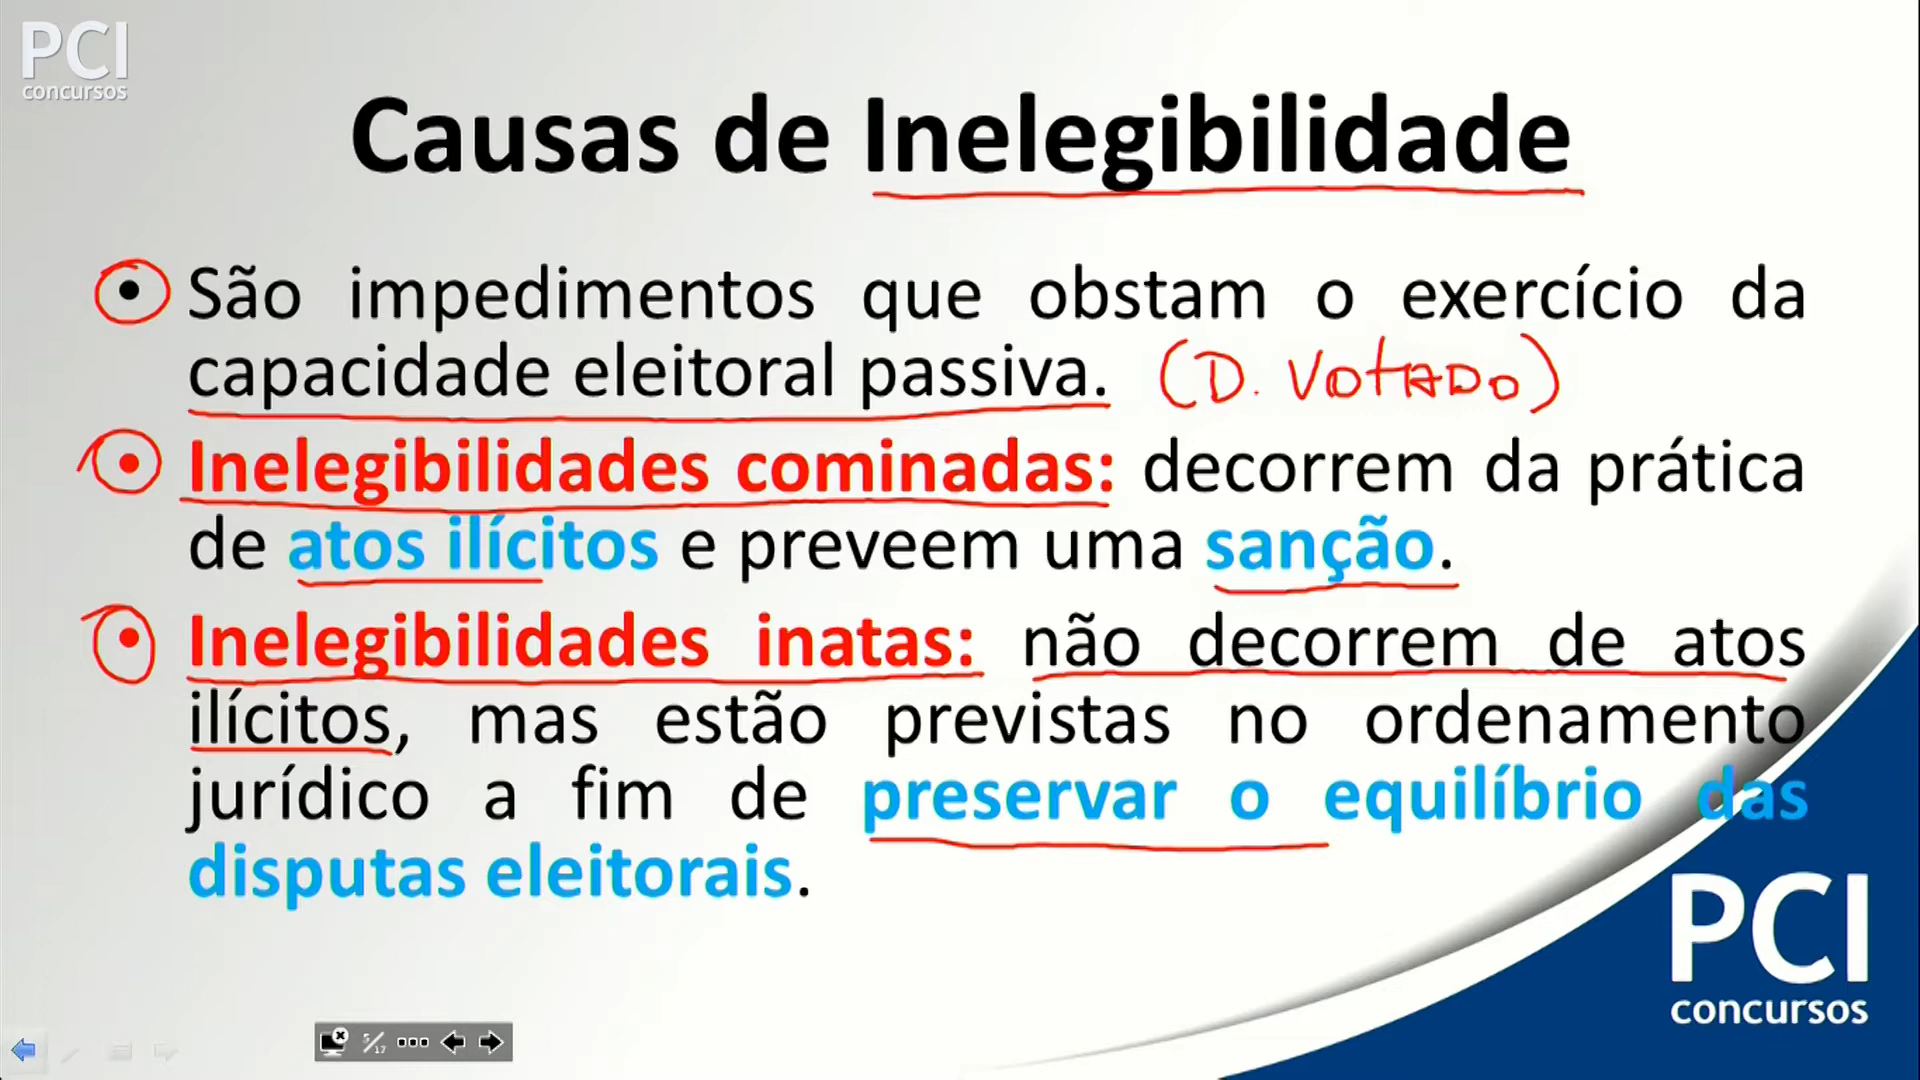 PCI
concursos
Causas de Inelegibilidade
• São impedimentos que obstam o exercício da
capacidade eleitoral passiva. (D. VOTADO)
• Inelegibilidades cominadas: decorrem da prática
de atos ilícitos e preveem uma sanção.
• Inelegibilidades inatas: não decorrem de atos
ilícitos, mas estão previstas no ordenamento
jurídico a fim de preservar o equilíbrio das
disputas eleitorais.
PCI
concursos
5/17